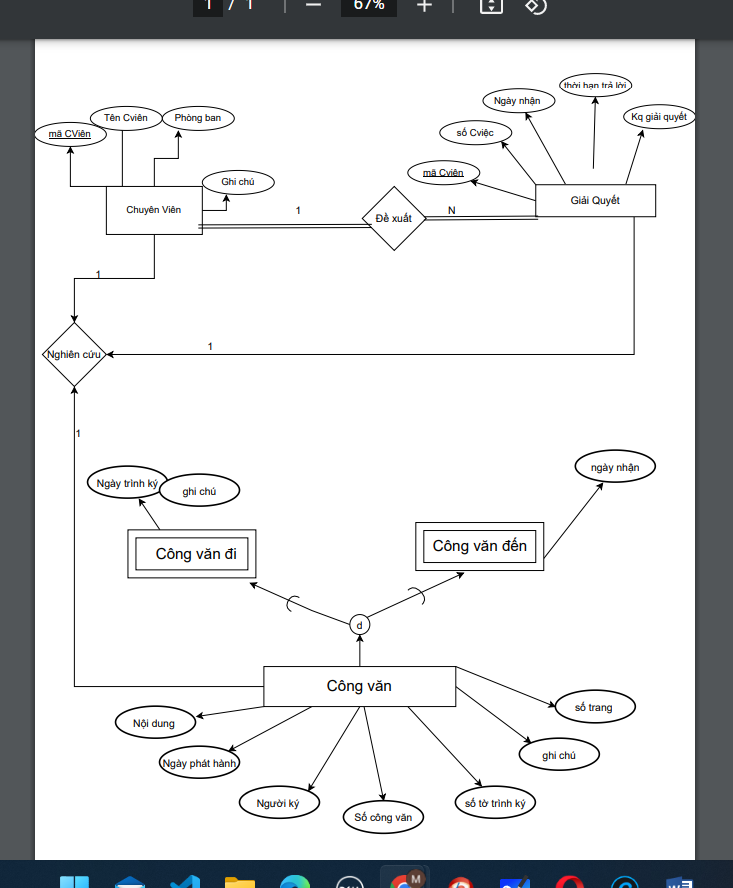 1 / 1
67%
thời hạn trả lời
Ngày nhận
Tên Cviên
Phòng ban
Kq giải quyết
mã CViên
số Cviệc
mã Cviên
Ghi chú
Chuyên Viên
1
Đề xuất
N
Giải Quyết
1
Nghiên cứu
1
1
Ngày trình ký
ghi chú
ngày nhận
Công văn đi
Công văn đến
d
Công văn
số trang
Nội dung
ghi chú
Ngày phát hành
Người ký
số tờ trình ký
Số công văn
M